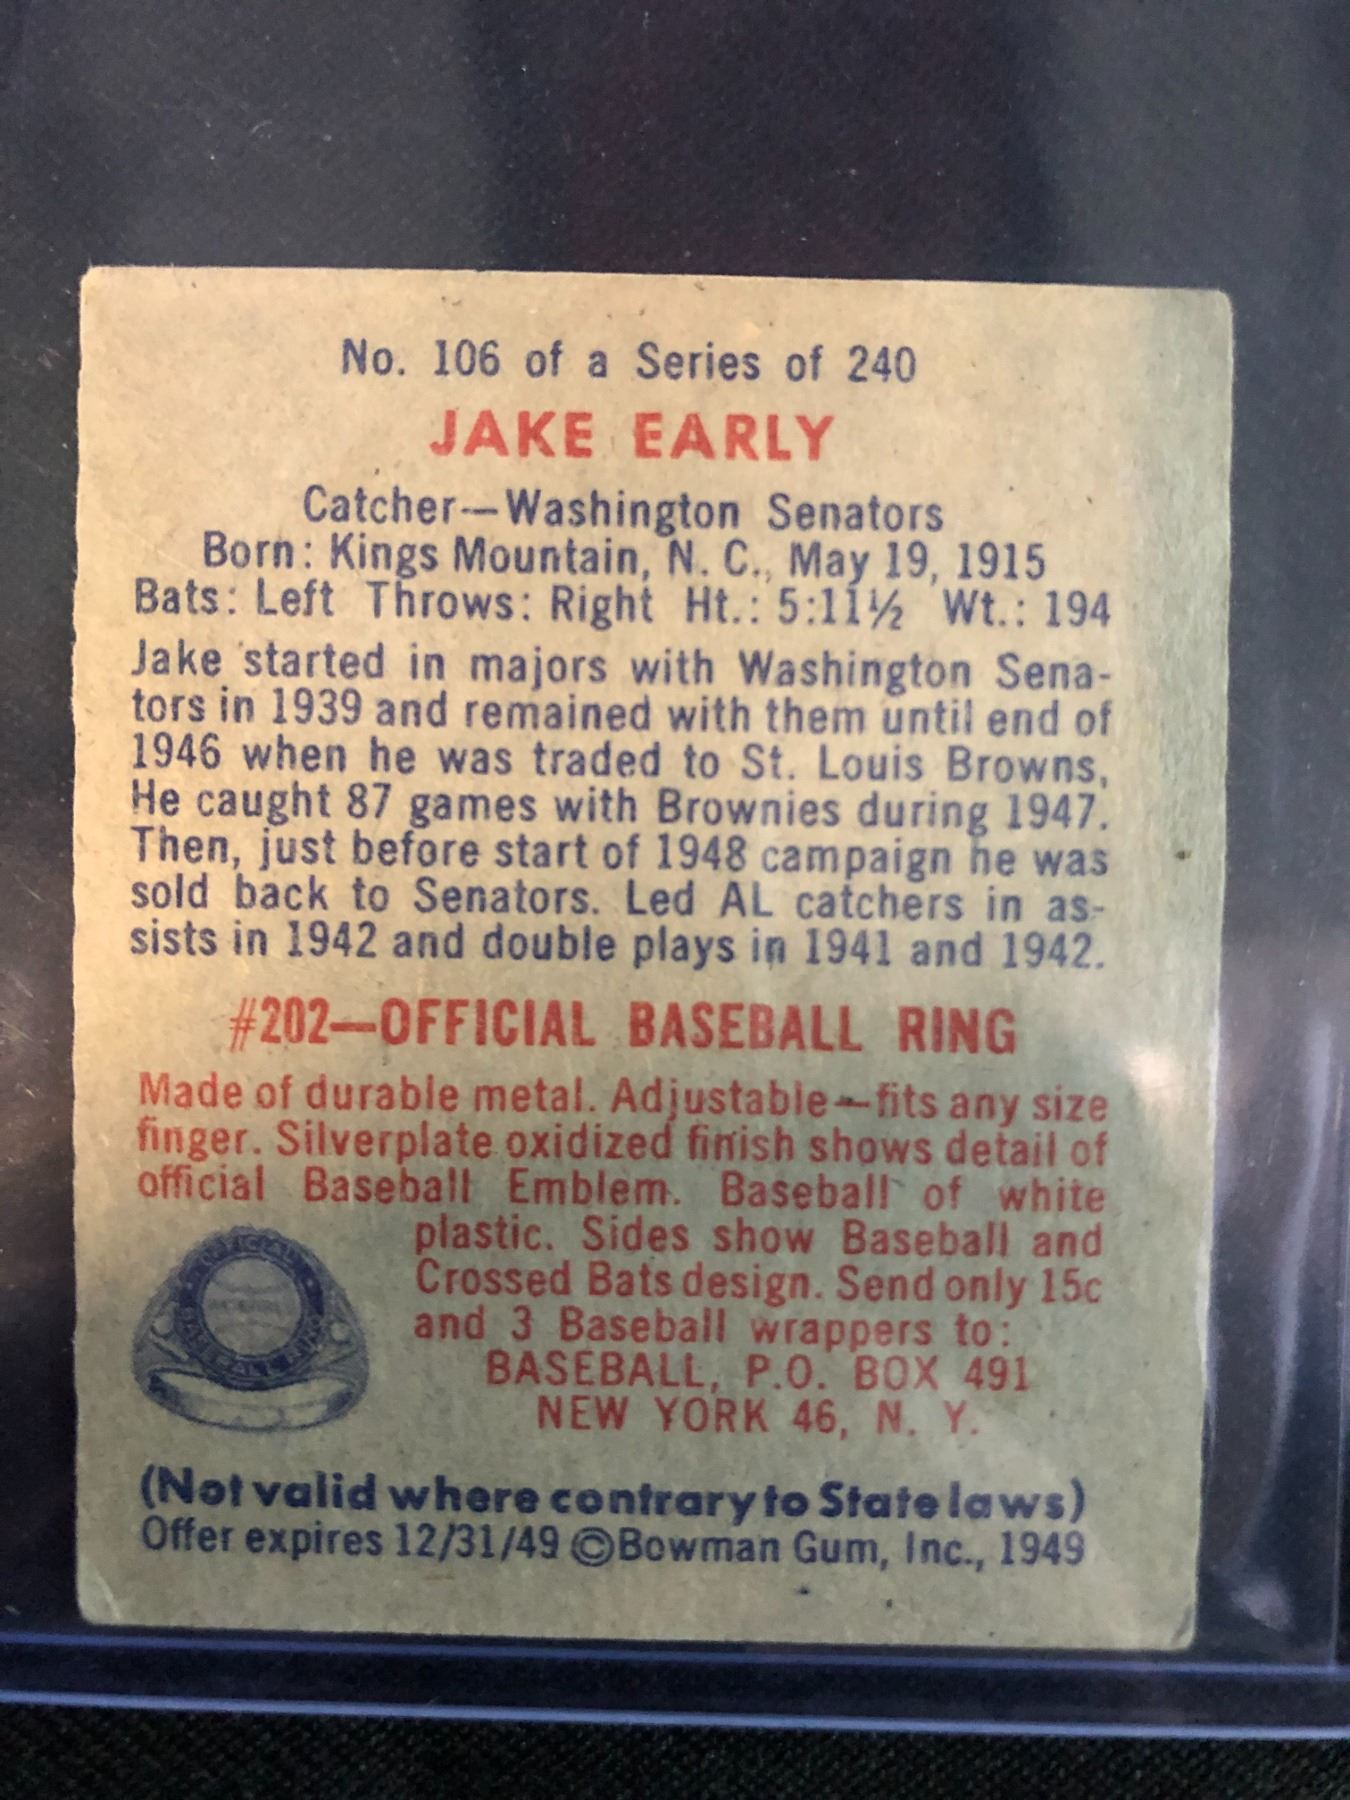 No. 106 of a Series of 240
JAKE EARLY
Catcher—Washington Senators
Born: Kings Mountain, N. C., May 19, 1915
Bats: Left Throws: Right Ht.: 5:11½ Wt.: 194
Jake started in majors with Washington Sena-
tors in 1939 and remained with them until end of
1946 when he was traded to St. Louis Browns,
He caught 87 games with Brownies during 1947.
Then, just before start of 1948 campaign he was
sold back to Senators. Led AL catchers in as-
sists in 1942 and double plays in 1941 and 1942.
#202—OFFICIAL BASEBALL RING
Made of durable metal. Adjustable—fits any size
finger. Silverplate oxidized finish shows detail of
official Baseball Emblem. Baseball of white
plastic. Sides show Baseball and
Crossed Bats design. Send only 15c
and 3 Baseball wrappers to:
BASEBALL, P.O. BOX 491
NEW YORK 46, N. Y.
OFFICIAL
BASEBALL RING
(Not valid where contrary to State laws)
Offer expires 12/31/49 ©Bowman Gum, Inc., 1949